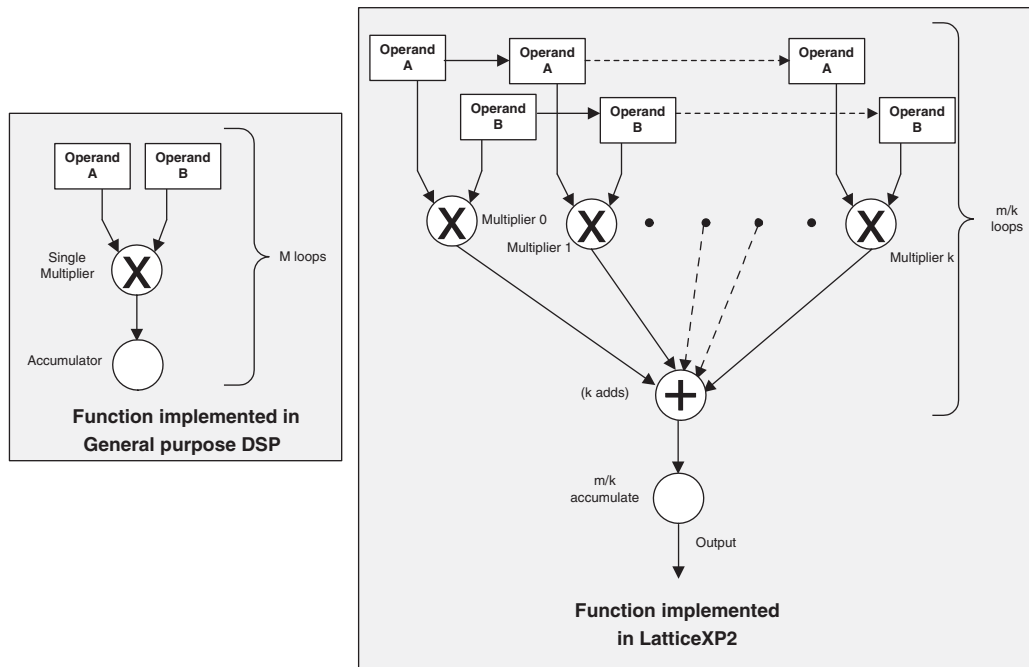 Operand
A
Operand
B
Single
Multiplier
M loops
Accumulator
Function implemented in
General purpose DSP
Operand
A
Operand
A
Operand
A
Operand
B
Operand
B
Operand
B
Multiplier 0
Multiplier 1
Multiplier k
m/k
loops
(k adds)
m/k
accumulate
Output
Function implemented
in LatticeXP2